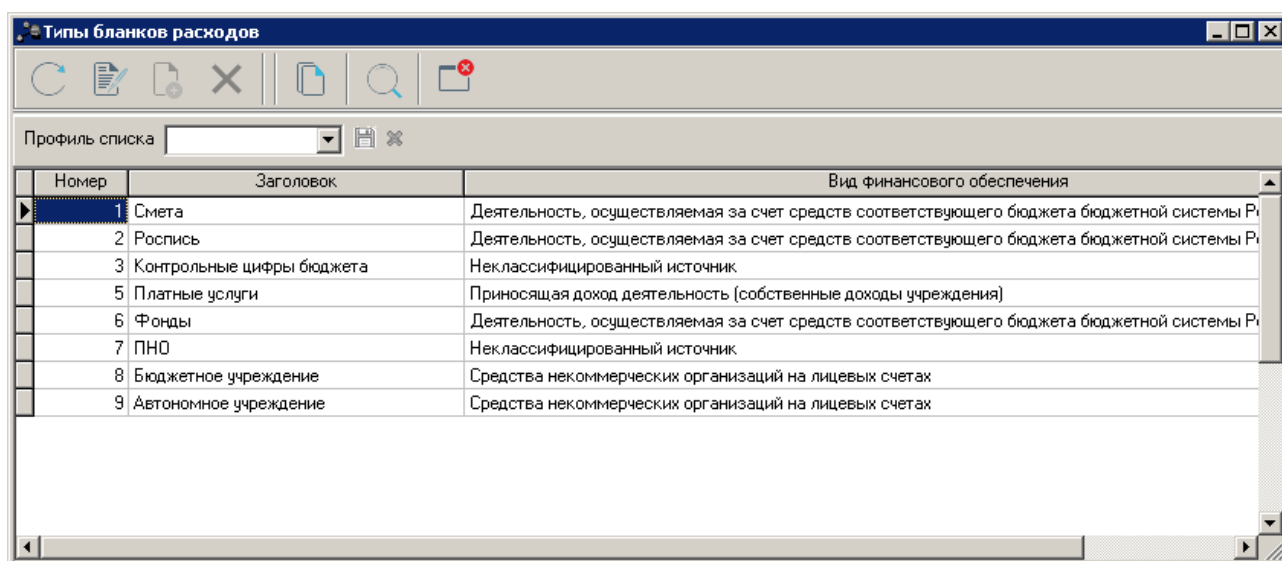 Типы бланков расходов
Профиль списка
Номер Заголовок Вид финансового обеспечения
1 Смета Деятельность, осуществляемая за счет средств соответствующего бюджета бюджетной системы
2 Роспись Деятельность, осуществляемая за счет средств соответствующего бюджета бюджетной системы
3 Контрольные цифры бюджета Неклассифицированный источник
5 Платные услуги Приносящая доход деятельность (собственные доходы учреждения)
6 Фонды Деятельность, осуществляемая за счет средств соответствующего бюджета бюджетной системы
7 ПНО Неклассифицированный источник
8 Бюджетное учреждение Средства некоммерческих организаций на лицевых счетах
9 Автономное учреждение Средства некоммерческих организаций на лицевых счетах